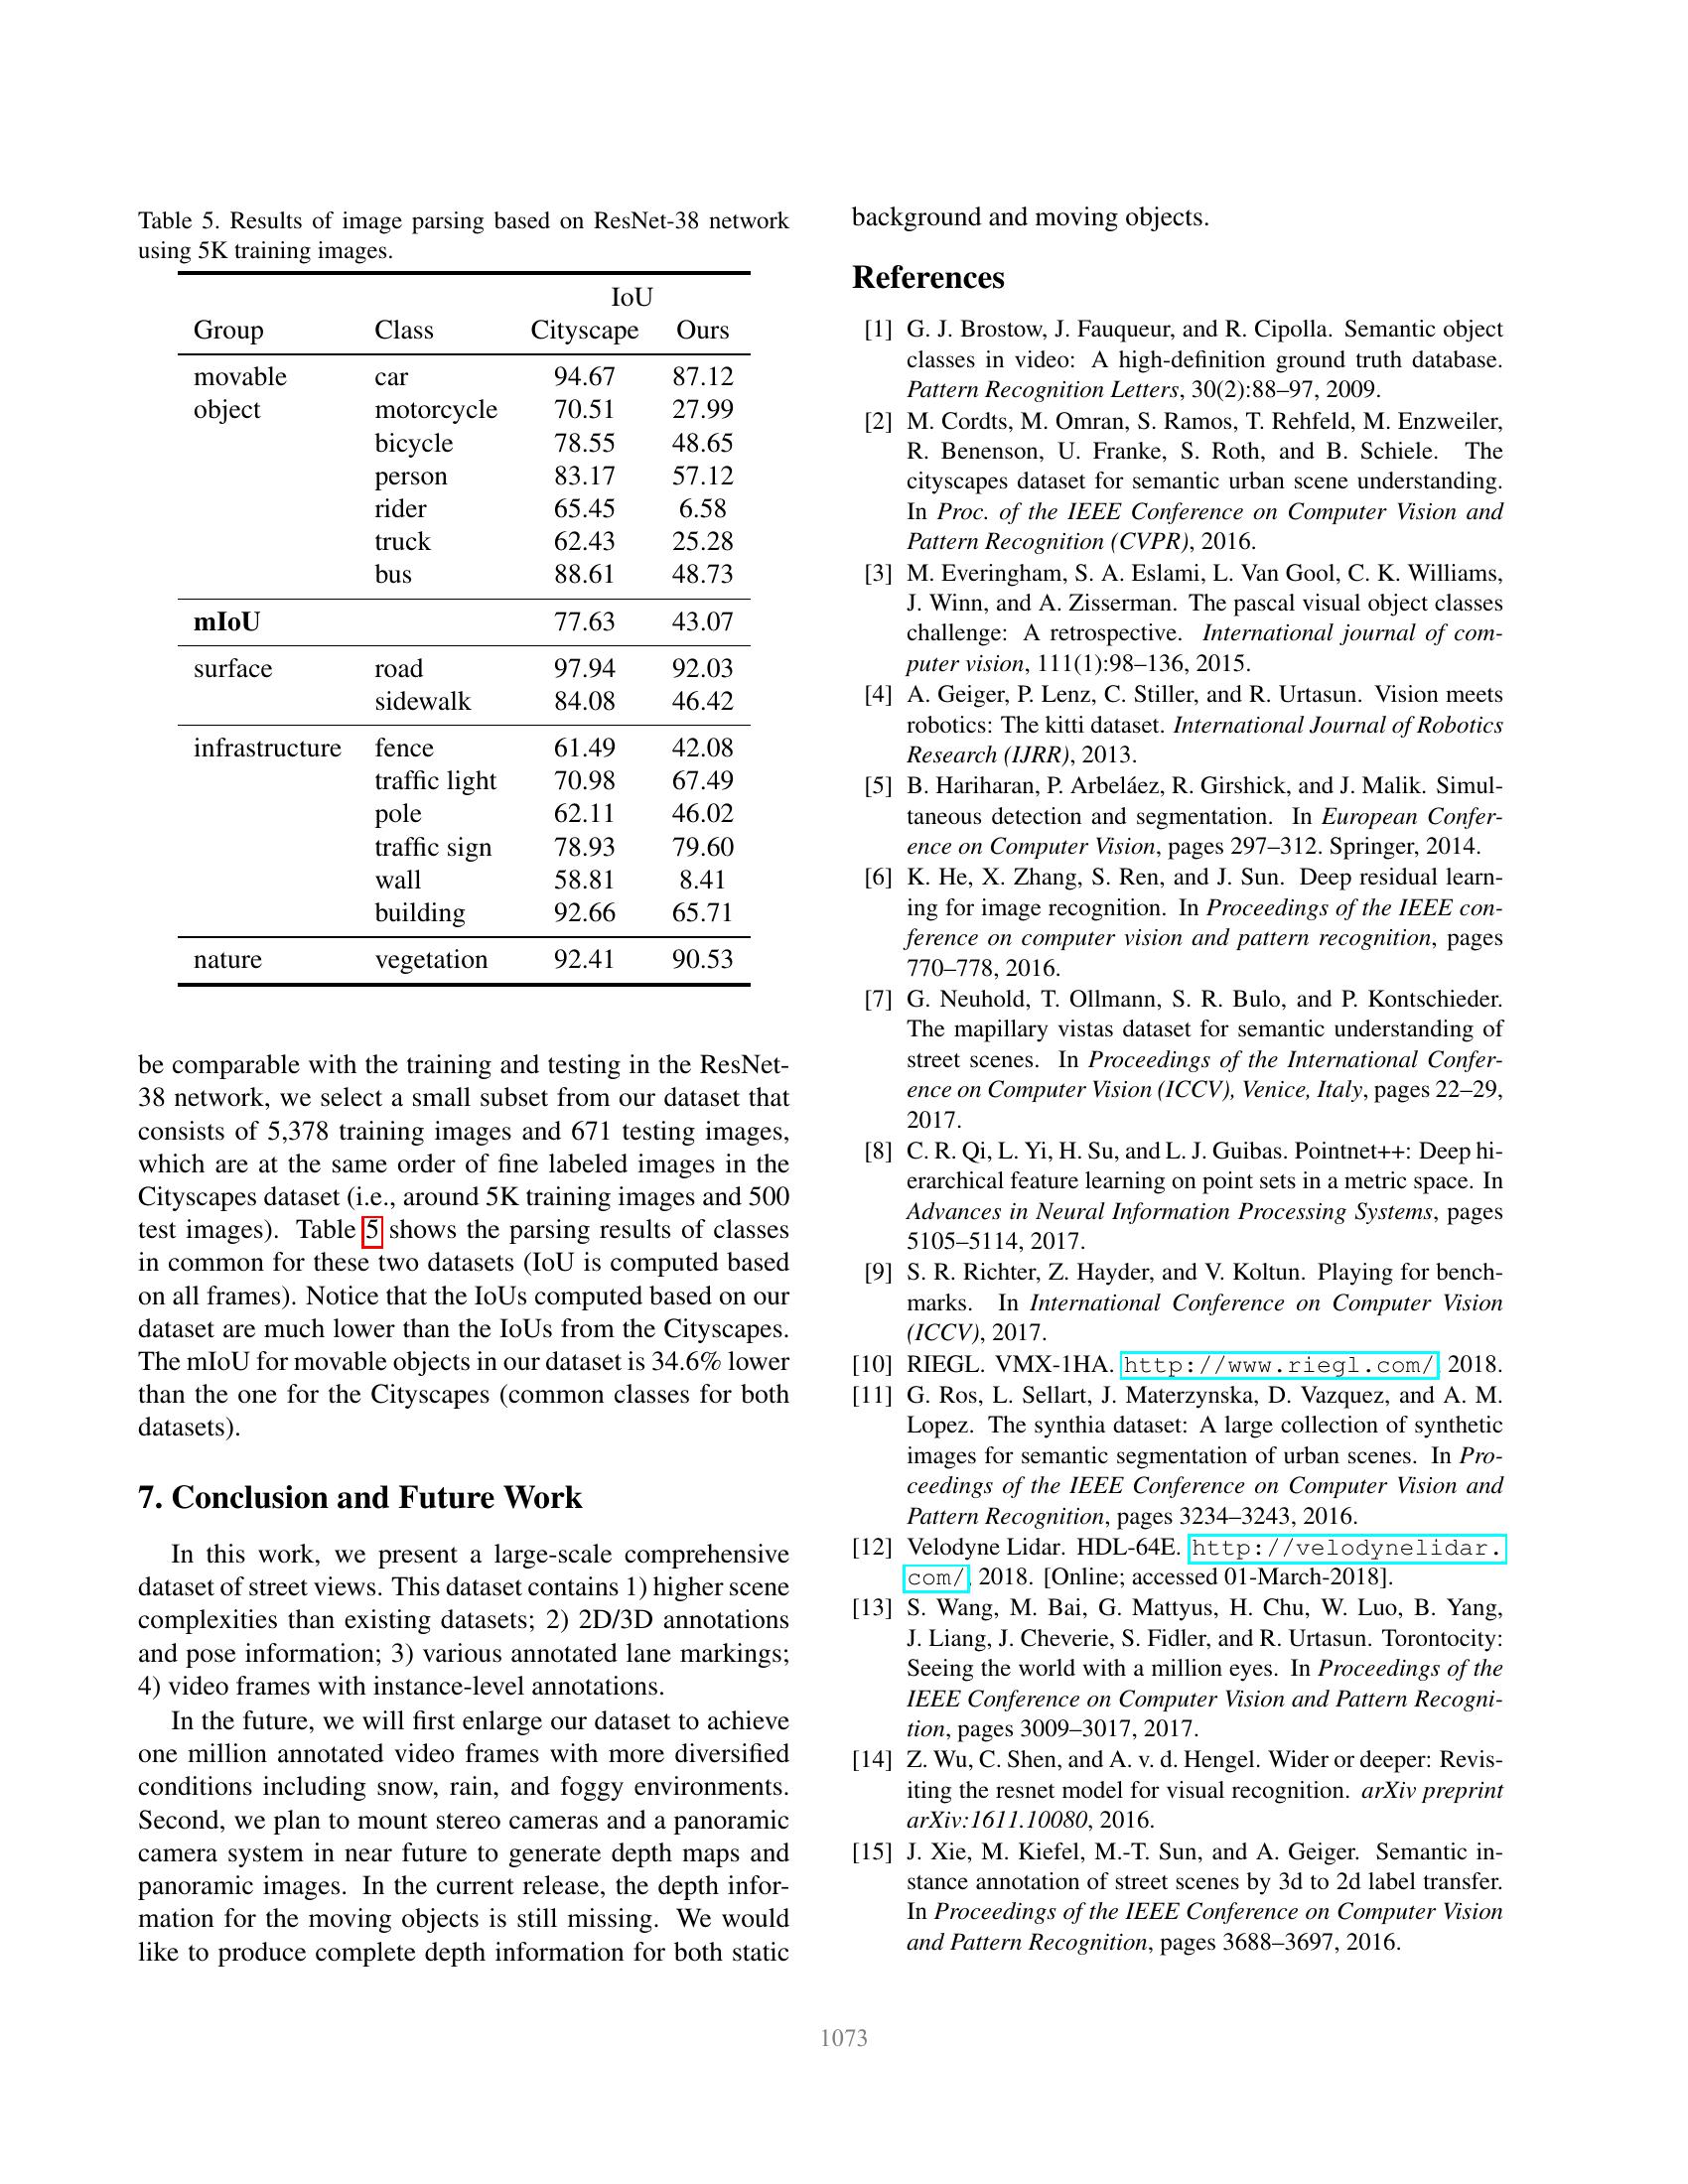 Table 5. Results of image parsing based on ResNet-38 network
using 5K training images.
IoU
Group Class Cityscape Ours
movable car 94.67 87.12
object motorcycle 70.51 27.99
bicycle 78.55 48.65
person 83.17 57.12
rider 65.45 6.58
truck 62.43 25.28
bus 88.61 48.73
mIoU 77.63 43.07
surface road 97.94 92.03
sidewalk 84.08 46.42
infrastructure fence 61.49 42.08
traffic light 70.98 67.49
pole 62.11 46.02
traffic sign 78.93 79.60
wall 58.81 8.41
building 92.66 65.71
nature vegetation 92.41 90.53
be comparable with the training and testing in the ResNet-
38 network, we select a small subset from our dataset that
consists of 5,378 training images and 671 testing images,
which are at the same order of fine labeled images in the
Cityscapes dataset (i.e., around 5K training images and 500
test images). Table 5 shows the parsing results of classes
in common for these two datasets (IoU is computed based
on all frames). Notice that the IoUs computed based on our
dataset are much lower than the IoUs from the Cityscapes.
The mIoU for movable objects in our dataset is 34.6% lower
than the one for the Cityscapes (common classes for both
datasets).
7. Conclusion and Future Work
In this work, we present a large-scale comprehensive
dataset of street views. This dataset contains 1) higher scene
complexities than existing datasets; 2) 2D/3D annotations
and pose information; 3) various annotated lane markings;
4) video frames with instance-level annotations.
In the future, we will first enlarge our dataset to achieve
one million annotated video frames with more diversified
conditions including snow, rain, and foggy environments.
Second, we plan to mount stereo cameras and a panoramic
camera system in near future to generate depth maps and
panoramic images. In the current release, the depth infor-
mation for the moving objects is still missing. We would
like to produce complete depth information for both static
background and moving objects.
References
[1] G. J. Brostow, J. Fauqueur, and R. Cipolla. Semantic object
classes in video: A high-definition ground truth database.
Pattern Recognition Letters, 30(2):88–97, 2009.
[2] M. Cordts, M. Omran, S. Ramos, T. Rehfeld, M. Enzweiler,
R. Benenson, U. Franke, S. Roth, and B. Schiele. The
cityscapes dataset for semantic urban scene understanding.
In Proc. of the IEEE Conference on Computer Vision and
Pattern Recognition (CVPR), 2016.
[3] M. Everingham, S. A. Eslami, L. Van Gool, C. K. Williams,
J. Winn, and A. Zisserman. The pascal visual object classes
challenge: A retrospective. International journal of com-
puter vision, 111(1):98–136, 2015.
[4] A. Geiger, P. Lenz, C. Stiller, and R. Urtasun. Vision meets
robotics: The kitti dataset. International Journal of Robotics
Research (IJRR), 2013.
[5] B. Hariharan, P. Arbeláez, R. Girshick, and J. Malik. Simul-
taneous detection and segmentation. In European Confer-
ence on Computer Vision, pages 297–312. Springer, 2014.
[6] K. He, X. Zhang, S. Ren, and J. Sun. Deep residual learn-
ing for image recognition. In Proceedings of the IEEE con-
ference on computer vision and pattern recognition, pages
770–778, 2016.
[7] G. Neuhold, T. Ollmann, S. R. Bulo, and P. Kontschieder.
The mapillary vistas dataset for semantic understanding of
street scenes. In Proceedings of the International Confer-
ence on Computer Vision (ICCV), Venice, Italy, pages 22–29,
2017.
[8] C. R. Qi, L. Yi, H. Su, and L. J. Guibas. Pointnet++: Deep hi-
erarchical feature learning on point sets in a metric space. In
Advances in Neural Information Processing Systems, pages
5105–5114, 2017.
[9] S. R. Richter, Z. Hayder, and V. Koltun. Playing for bench-
marks. In International Conference on Computer Vision
(ICCV), 2017.
[10] RIEGL. VMX-1HA. http://www.riegl.com/ 2018.
[11] G. Ros, L. Sellart, J. Materzynska, D. Vazquez, and A. M.
Lopez. The synthia dataset: A large collection of synthetic
images for semantic segmentation of urban scenes. In Pro-
ceedings of the IEEE Conference on Computer Vision and
Pattern Recognition, pages 3234–3243, 2016.
[12] Velodyne Lidar. HDL-64E. http://velodynelidar.
com/, 2018. [Online; accessed 01-March-2018].
[13] S. Wang, M. Bai, G. Mattyus, H. Chu, W. Luo, B. Yang,
J. Liang, J. Cheverie, S. Fidler, and R. Urtasun. Torontocity:
Seeing the world with a million eyes. In Proceedings of the
IEEE Conference on Computer Vision and Pattern Recogni-
tion, pages 3009–3017, 2017.
[14] Z. Wu, C. Shen, and A. v. d. Hengel. Wider or deeper: Revis-
iting the resnet model for visual recognition. arXiv preprint
arXiv:1611.10080, 2016.
[15] J. Xie, M. Kiefel, M.-T. Sun, and A. Geiger. Semantic in-
stance annotation of street scenes by 3d to 2d label transfer.
In Proceedings of the IEEE Conference on Computer Vision
and Pattern Recognition, pages 3688–3697, 2016.
1073